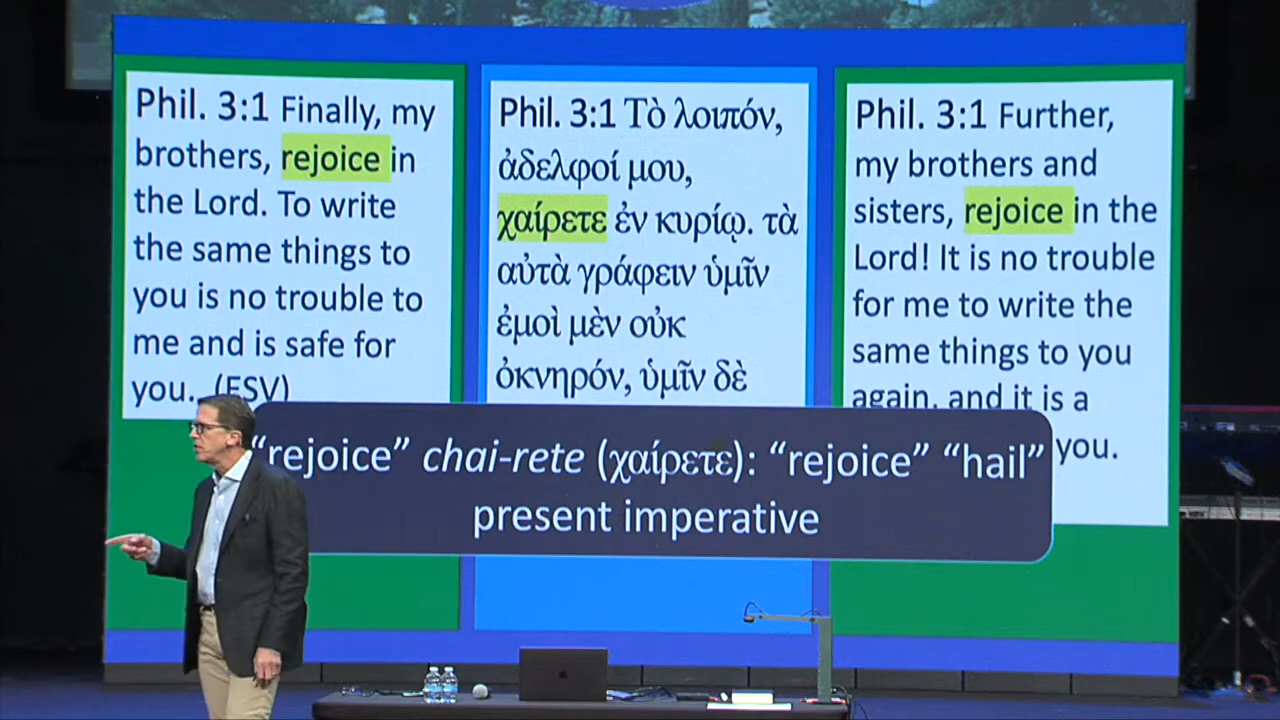 Phil. 3:1 Finally, my
brothers, rejoice in
the Lord. To write
the same things to
you is no trouble to
me and is safe for
you. (ESV)
Phil. 3:1 Τὸ λοιπόν,
ἀδελφοί μου,
χαίρετε ἐν κυρίῳ. τὰ
αὐτὰ γράφειν ὑμῖν
ἐμοὶ μὲν οὐκ
ὀκνηρόν, ὑμῖν δὲ
Phil. 3:1 Further,
my brothers and
sisters, rejoice in the
Lord! It is no trouble
for me to write the
same things to you
again, and it is a
you.
“rejoice” chai-rete (χαίρετε): “rejoice” “hail”
present imperative